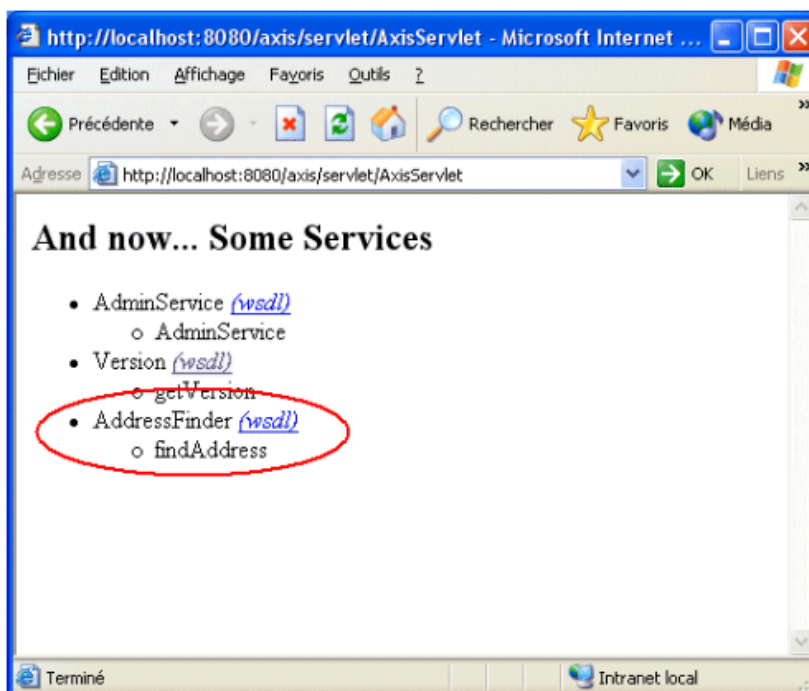 http://localhost:8080/axis/servlet/AxisServlet - Microsoft Internet ...
Fichier Edition Affichage Favoris Outils ?
Précédente Rechercher Favoris Média »
Adresse http://localhost:8080/axis/servlet/AxisServlet OK Liens »
And now... Some Services
• AdminService (wsdl)
o AdminService
• Version (wsdl)
o getVersion
• AddressFinder (wsdl)
o findAddress
Terminé Intranet local